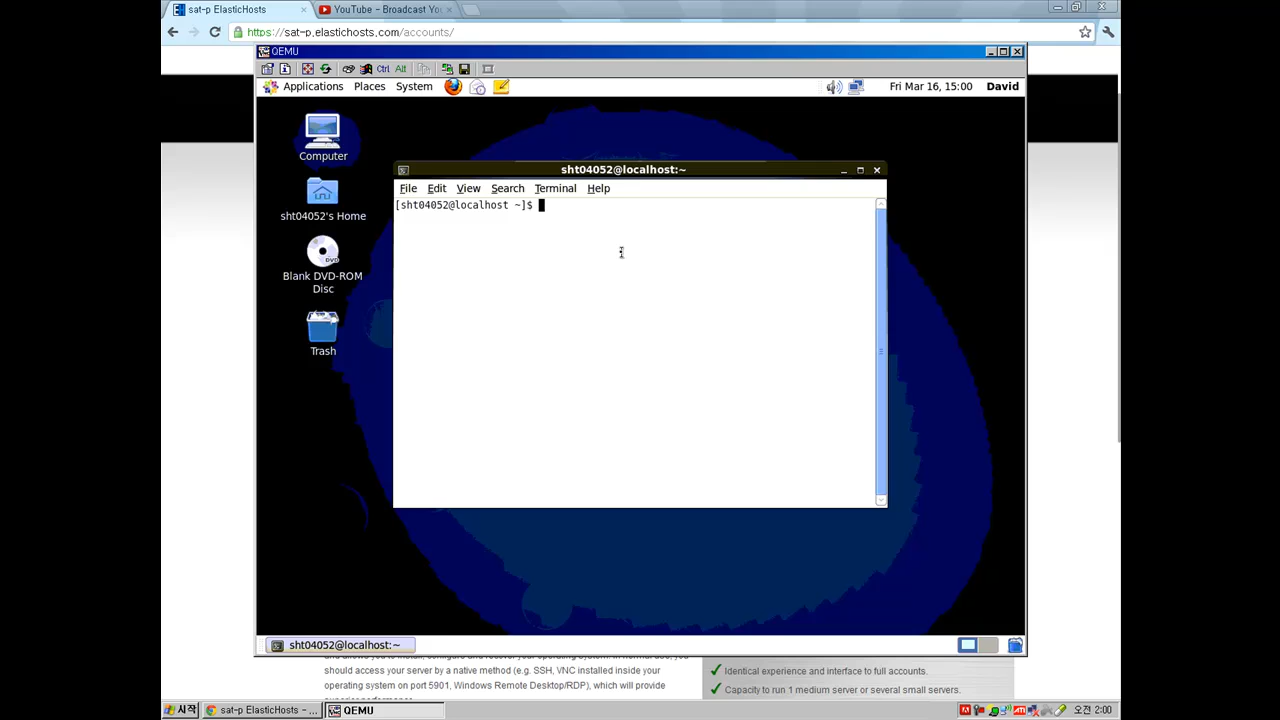 sat-p ElasticHosts
YouTube - Broadcast You
https://sat-p.elastichosts.com/accounts/
QEMU
Ctrl Alt
Applications Places System Fri Mar 16, 15:00 David
Computer
sht04052@localhost:~
File Edit View Search Terminal Help
[sht04052@localhost ~]$
sht04052's Home
Blank DVD-ROM
Disc
Trash
sht04052@localhost:~
should access your server by a native method (e.g. SSH, VNC installed inside your
operating system on port 5901, Windows Remote Desktop/RDP), which will provide
Identical experience and interface to full accounts.
Capacity to run 1 medium server or several small servers.
시작 sat-p ElasticHosts - ... QEMU 오전 2:00